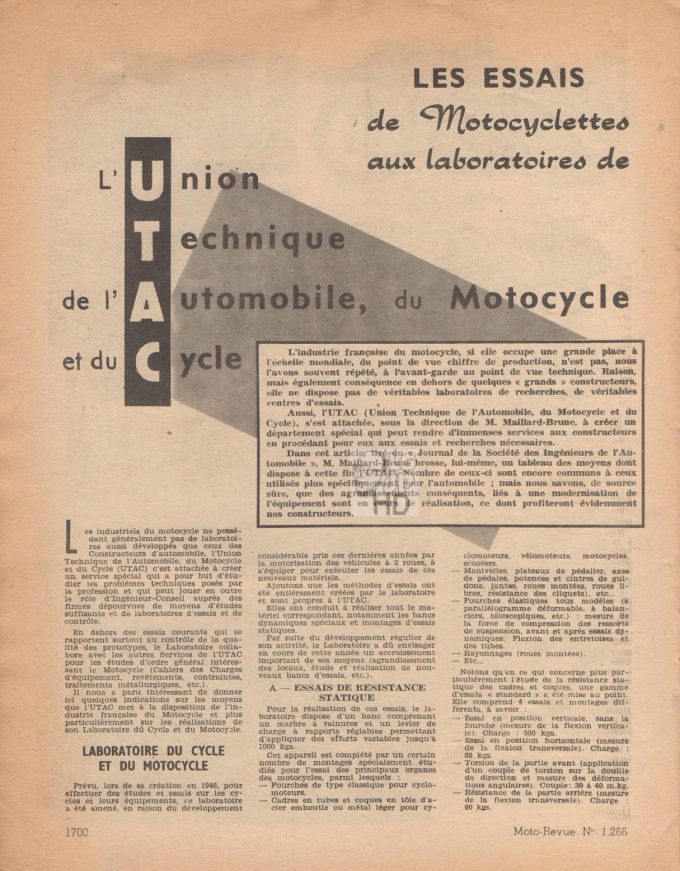 LES ESSAIS
de Motocyclettes
aux laboratoires de
L'Union
Technique
de l'Automobile, du Motocycle
et du Cycle
L'industrie française du motocycle, si elle occupe une grande place à
l'échelle mondiale, du point de vue chiffre de production, n'est pas, nous
l'avons souvent répété, à l'avant-garde au point de vue technique. Raison,
mais également conséquence en dehors de quelques « grands » constructeurs,
elle ne dispose pas de véritables laboratoires de recherches, de véritables
centres d'essais.
Aussi, l'UTAC (Union Technique de l'Automobile, du Motocycle et du
Cycle), s'est attachée, sous la direction de M. Maillard-Brune, à créer un
département spécial qui peut rendre d'immenses services aux constructeurs
en procédant pour eux aux essais et recherches nécessaires.
Dans cet article, du « Journal de la Société des Ingénieurs de l'Au-
tomobile », M. Maillard-Brune brosse, lui-même, un tableau des moyens dont
dispose à cette fin l'UTAC. Nombre de ceux-ci sont encore communs à ceux
utilisés plus pour l'automobile ; mais nous savons, de source
sûre, que des conséquents, liés à une modernisation de
l'équipement sont en de réalisation, ce dont profiteront évidemment
nos constructeurs.
Les industriels du motocycle ne possé-
dant généralement pas de laboratoi-
res aussi développés que ceux des
Constructeurs d'automobile, l'Union
Technique de l'Automobile, du Motocycle
et du Cycle (UTAC) s'est attachée à créer
un service spécial qui a pour but d'étu-
dier les problèmes techniques posés par
la profession et qui peut jouer en outre
le rôle d'Ingénieur-Conseil auprès des
firmes dépourvues de moyens d'études
suffisants et de laboratoires d'essais et de
contrôle.
En dehors des essais courants qui se
rapportent surtout au contrôle de la qua-
lité des prototypes, le Laboratoire colla-
bore avec les autres Services de l'UTAC
pour les études d'ordre général intéres-
sant le Motocycle (Cahiers des Charges
d'équipement, revêtements, contraintes,
traitements métallurgiques, etc.).
Il nous a paru intéressant de donner
ici quelques indications sur les moyens
que l'UTAC met à la disposition de l'in-
dustrie française du Motocycle et plus
particulièrement sur les réalisations de
son Laboratoire du Cycle et du Motocycle.
LABORATOIRE DU CYCLE
ET DU MOTOCYCLE
Prévu, lors de sa création en 1946, pour
effectuer des études et essais sur les cy-
cles et leurs équipements, ce laboratoire
a été amené, en raison du développement
considérable pris ces dernières années par
la motorisation des véhicules à 2 roues, à
s'équiper pour exécuter les essais de ces
nouveaux matériels.
Ajoutons que les méthodes d'essais ont
été entièrement créées par le laboratoire
et sont propres à l'UTAC.
Elles ont conduit à réaliser tout le ma-
tériel correspondant, notamment les bancs
dynamiques spéciaux et montages d'essais
statiques.
Par suite du développement régulier de
son activité, le Laboratoire a dû envisager
en cours de cette année un accroissement
important de ses moyens (agrandissement
des locaux, étude et réalisation de nou-
veaux bancs d'essais, etc.).
A — ESSAIS DE RESISTANCE
STATIQUE
Pour la réalisation de ces essais, le la-
boratoire dispose d'un banc comprenant
un marbre à rainures et un levier de
charge à rapports réglables permettant
d'appliquer des efforts variables jusqu'à
1000 kgs.
Cet appareil est complété par un certain
nombre de montages spécialement étu-
diés pour l'essai des principaux organes
des motocycles, parmi lesquels :
— Fourches de type classique pour cyclo-
moteurs.
— Cadres en tubes et coques en tôle d'a-
cier emboutie ou métal léger pour cy-
clomoteurs, vélomoteurs, motocycles,
scooters.
— Manivelles, plateaux de pédalier, axes
de pédales, potences et cintres de gui-
dons, jantes, roues montées, roues li-
bres, résistance des cliquets), etc...
— Fourches élastiques tous modèles (à
parallélogramme déformable, à balan-
ciers, télescopiques, etc.) : mesure de
la force de compression des ressorts
de suspension, avant et après essais dy-
namiques. Flexion des entretoises et
des tubes.
— Rayonnages (roues montées).
— Etc...
Notons qu'en ce qui concerne plus par-
ticulièrement l'étude de la résistance sta-
tique des cadres et coques, une gamme
d'essais « standard » a été mise au point.
Elle comprend 4 essais et montages dif-
férents, à savoir :
— Essai en position verticale, sans la
fourche (mesure de la flexion vertica-
le). Charge : 500 kgs.
— Essai en position horizontale (mesure
de la flexion transversale). Charge :
80 kgs.
— Torsion de la partie avant (application
d'un couple de torsion sur la douille
de direction et mesure des déforma-
tions angulaires). Couple: 30 à 40 m.kg.
— Résistance de la partie arrière (mesure
de la flexion transversale). Charge :
60 kgs.
1700
Moto-Revue N° 1.266